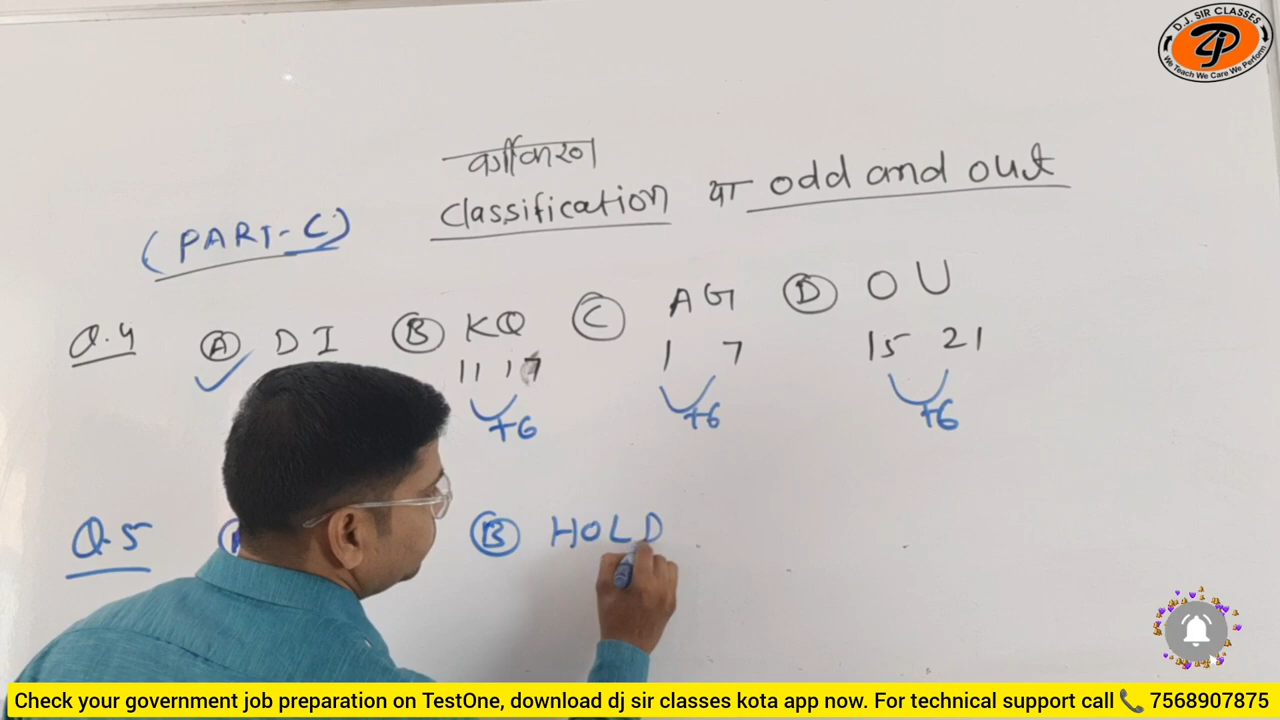 D.J. SIR CLASSES
We Teach We Care We Perform
वर्गीकरण
Classification या odd and out
(PART-C)
Q.4 (A) DI (B) KQ (C) AG (D) OU
11 17 1 7 15 21
+6 +6 +6
Q.5 (B) HOLD
Check your government job preparation on TestOne, download dj sir classes kota app now. For technical support call 📞 7568907875